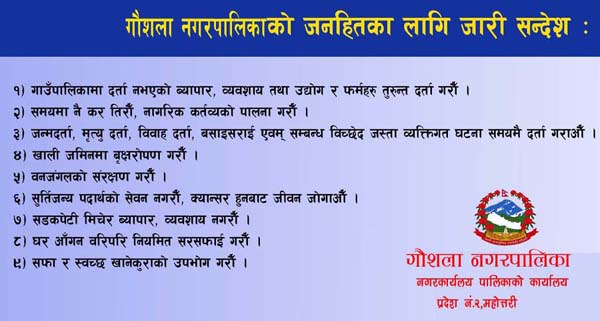 गौशला नगरपालिकाको जनहितका लागि जारी सन्देश :
१) गाउँपालिकामा दर्ता नभएको ब्यापार, व्यवशाय तथा उद्योग र फर्महरु तुरुन्त दर्ता गरौं ।
२) समयमा नै कर तिरौं, नागरिक कर्तव्यको पालना गरौं ।
३) जन्मदर्ता, मृत्यु दर्ता, विवाह दर्ता, बसाइसराई एवम् सम्बन्ध विच्छेद जस्ता व्यक्तिगत घटना समयमै दर्ता गराऔं ।
४) खाली जमिनमा बृक्षरोपण गरौं ।
५) वनजंगलको संरक्षण गरौं ।
६) सुर्तिजन्य पदार्थको सेवन नगरौं, क्यान्सर हुनबाट जीवन जोगाऔं ।
७) सडकपेटी मिचेर ब्यापार, व्यवशाय नगरौं ।
८) घर आँगन वरिपरि नियमित सरसफाई गरौं ।
९) सफा र स्वच्छ खानेकुराको उपभोग गरौं ।
गौशला नगरपालिका
नगरकार्यलय पालिकाको कार्यालय
प्रदेश नं.२,महोत्तरी